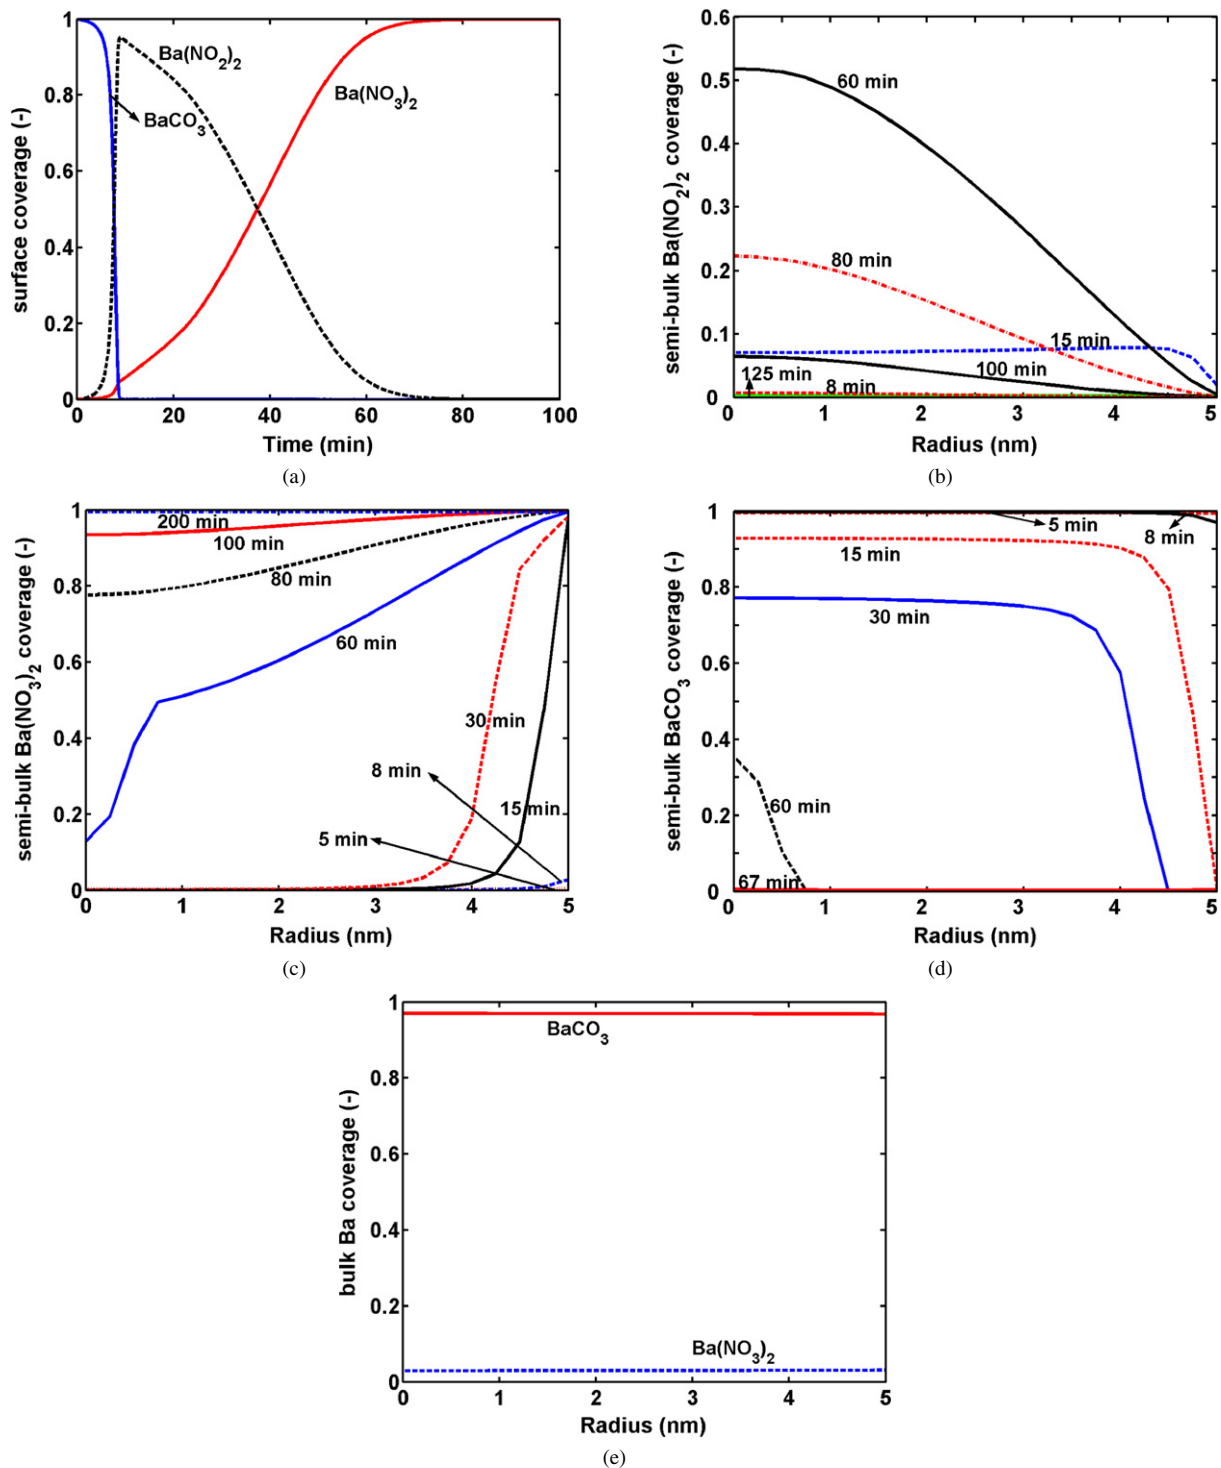 surface coverage (-)
1
0.8
0.6
0.4
0.2
0
Ba(NO2)2
BaCO3
Ba(NO3)2
0 20 40 60 80 100
Time (min)
(a)
semi-bulk Ba(NO2)2 coverage (-)
0.6
0.5
0.4
0.3
0.2
0.1
0
60 min
80 min
15 min
100 min
125 min
8 min
0 1 2 3 4 5
Radius (nm)
(b)
semi-bulk Ba(NO3)2 coverage (-)
1
0.8
0.6
0.4
0.2
0
200 min
100 min
80 min
60 min
30 min
8 min
15 min
5 min
0 1 2 3 4 5
Radius (nm)
(c)
semi-bulk BaCO3 coverage (-)
1
0.8
0.6
0.4
0.2
0
5 min
8 min
15 min
30 min
60 min
67 min
0 1 2 3 4 5
Radius (nm)
(d)
bulk Ba coverage (-)
1
0.8
0.6
0.4
0.2
0
BaCO3
Ba(NO3)2
0 1 2 3 4 5
Radius (nm)
(e)